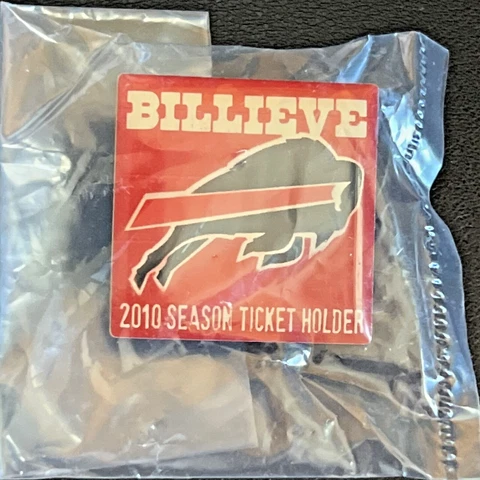 BILLIEVE
2010 SEASON TICKET HOLDER